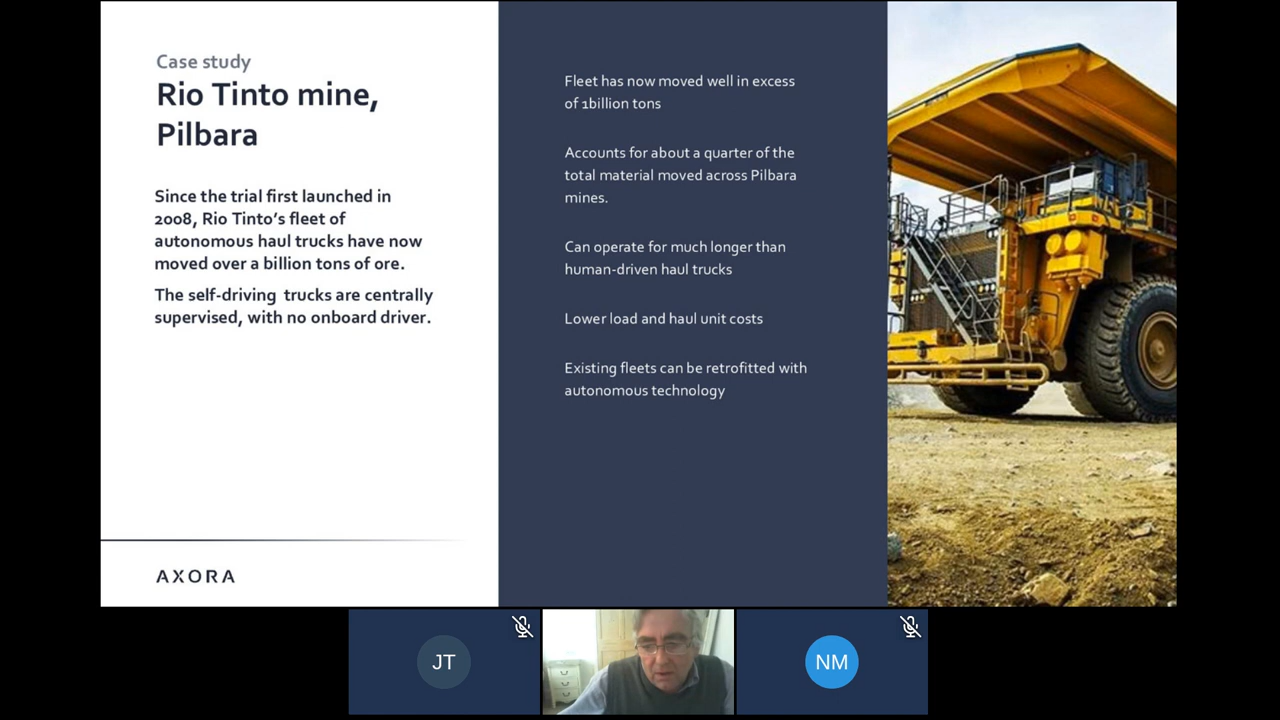 Case study
Rio Tinto mine,
Pilbara
Since the trial first launched in
2008, Rio Tinto's fleet of
autonomous haul trucks have now
moved over a billion tons of ore.
The self-driving  trucks are centrally
supervised, with no onboard driver.
AXORA
Fleet has now moved well in excess
of 1billion tons
Accounts for about a quarter of the
total material moved across Pilbara
mines.
Can operate for much longer than
human-driven haul trucks
Lower load and haul unit costs
Existing fleets can be retrofitted with
autonomous technology
JT
NM